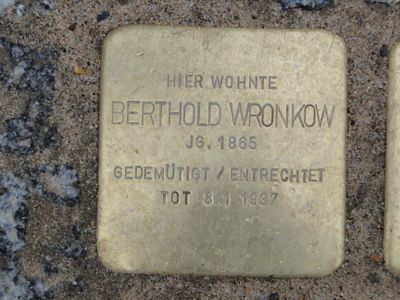 HIER WOHNTE
BERTHOLD WRONKOW
JG. 1865
GEDEMÜTIGT / ENTRECHTET
TOT 8.1.1937